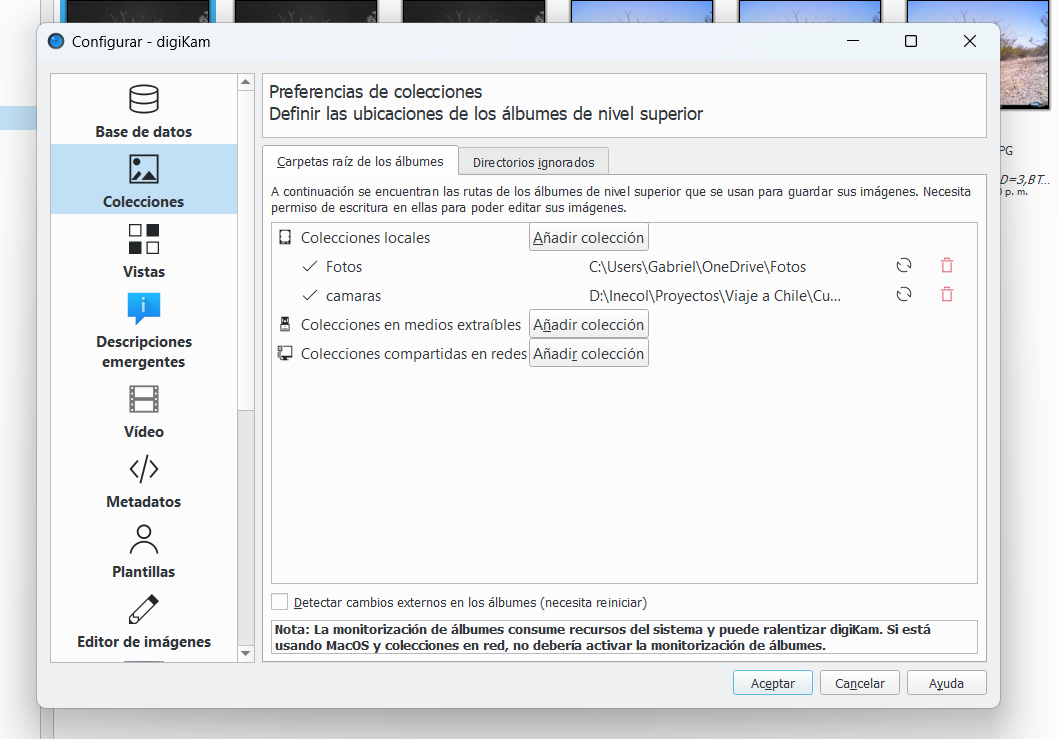 Configurar - digiKam
Base de datos
Colecciones
Vistas
Descripciones
emergentes
Vídeo
Metadatos
Plantillas
Editor de imágenes
Preferencias de colecciones
Definir las ubicaciones de los álbumes de nivel superior
Carpetas raíz de los álbumes
Directorios ignorados
A continuación se encuentran las rutas de los álbumes de nivel superior que se usan para guardar sus imágenes. Necesita
permiso de escritura en ellas para poder editar sus imágenes.
Colecciones locales Añadir colección
Fotos C:\Users\Gabriel\OneDrive\Fotos
camaras D:\Inecol\Proyectos\Viaje a Chile\Cu...
Colecciones en medios extraíbles Añadir colección
Colecciones compartidas en redes Añadir colección
Detectar cambios externos en los álbumes (necesita reiniciar)
Nota: La monitorización de álbumes consume recursos del sistema y puede ralentizar digiKam. Si está
usando MacOS y colecciones en red, no debería activar la monitorización de álbumes.
Aceptar Cancelar Ayuda
PG
D=3,BT...
p. m.